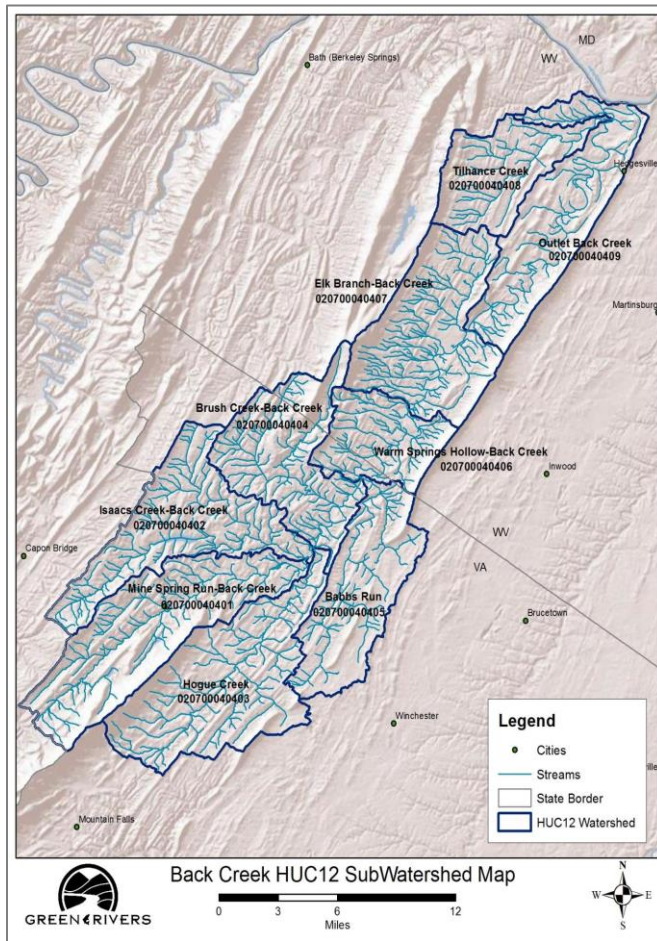 MD
WV
Bath (Berkeley Springs)
Hedgesville
Tilhance Creek
020700040408
Outlet Back Creek
020700040409
Elk Branch-Back Creek
020700040407
Martinsburg
Brush Creek-Back Creek
020700040404
Warm Springs Hollow-Back Creek
020700040406
Inwood
Isaacs Creek-Back Creek
020700040402
Capon Bridge
WV
VA
Mine Spring Run-Back Creek
020700040401
Babbs Run
020700040405
Brucetown
Hogue Creek
020700040403
Winchester
Mountain Falls
Legend
Cities
Streams
State Border
HUC12 Watershed
ville
GREEN RIVERS
Back Creek HUC12 SubWatershed Map
0 3 6 12
Miles
N
W E
S